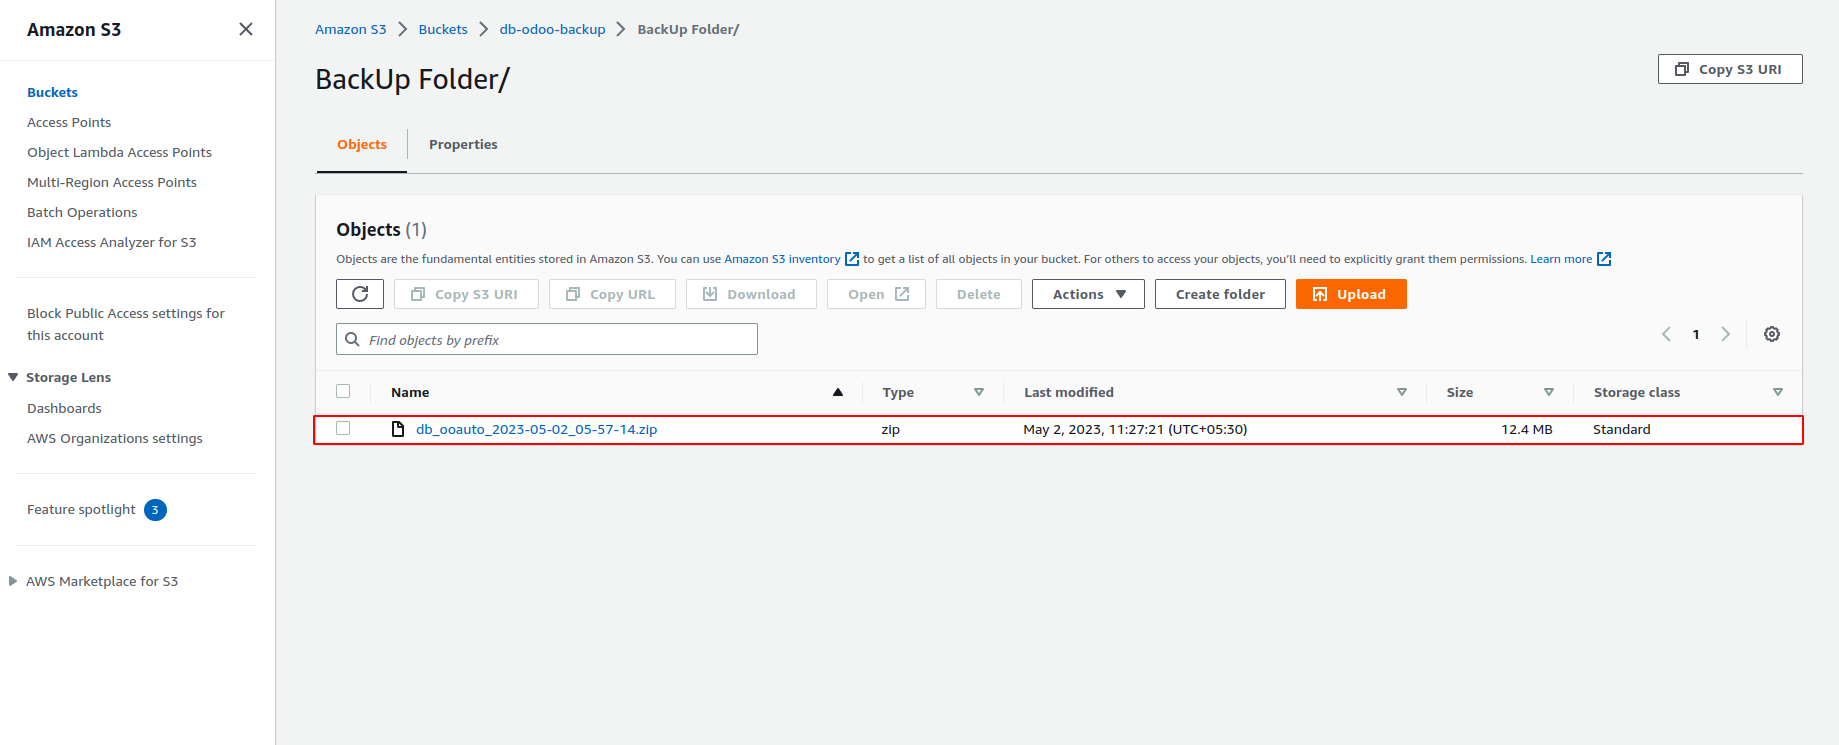 Amazon S3
Buckets
Access Points
Object Lambda Access Points
Multi-Region Access Points
Batch Operations
IAM Access Analyzer for S3
Block Public Access settings for
this account
Storage Lens
Dashboards
AWS Organizations settings
Feature spotlight 3
AWS Marketplace for S3
Amazon S3 Buckets db-odoo-backup BackUp Folder/
BackUp Folder/
Copy S3 URI
Objects Properties
Objects (1)
Objects are the fundamental entities stored in Amazon S3. You can use Amazon S3 inventory to get a list of all objects in your bucket. For others to access your objects, you'll need to explicitly grant them permissions. Learn more
Copy S3 URI Copy URL Download Open Delete Actions Create folder Upload
Find objects by prefix
1
Name Type Last modified Size Storage class
db_ooauto_2023-05-02_05-57-14.zip zip May 2, 2023, 11:27:21 (UTC+05:30) 12.4 MB Standard